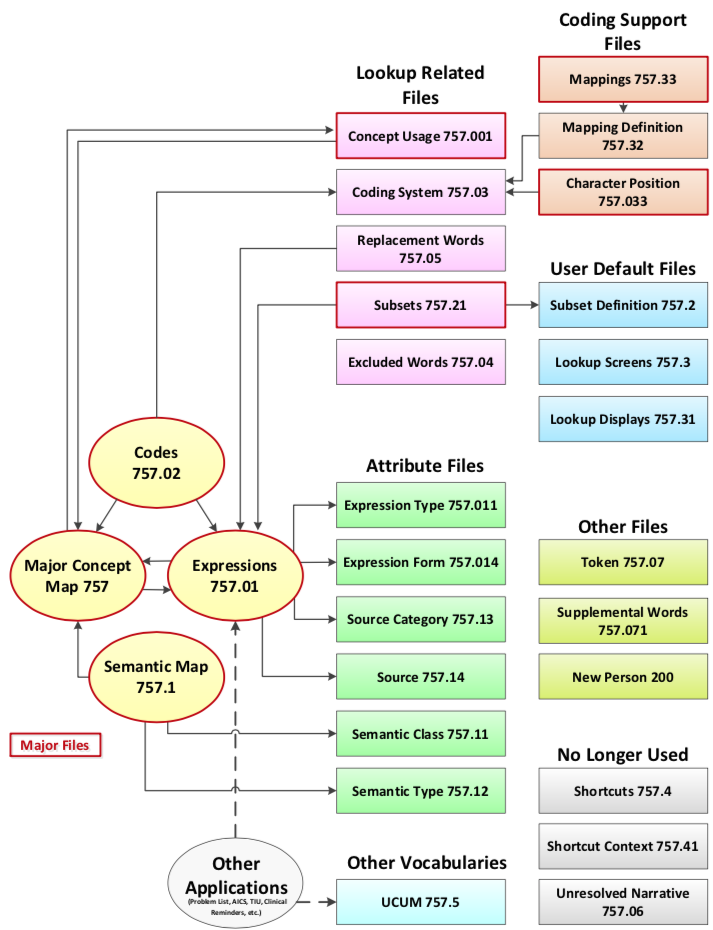 Coding Support
Files
Mappings 757.33
Mapping Definition
757.32
Character Position
757.033
Lookup Related
Files
Concept Usage 757.001
Coding System 757.03
Replacement Words
757.05
Subsets 757.21
Excluded Words 757.04
User Default Files
Subset Definition 757.2
Lookup Screens 757.3
Lookup Displays 757.31
Codes
757.02
Major Concept
Map 757
Expressions
757.01
Semantic Map
757.1
Major Files
Attribute Files
Expression Type 757.011
Expression Form 757.014
Source Category 757.13
Source 757.14
Semantic Class 757.11
Semantic Type 757.12
Other Files
Token 757.07
Supplemental Words
757.071
New Person 200
No Longer Used
Shortcuts 757.4
Shortcut Context 757.41
Unresolved Narrative
757.06
Other
Applications
(Problem List, AICS, TIU, Clinical
Reminders, etc.)
Other Vocabularies
UCUM 757.5